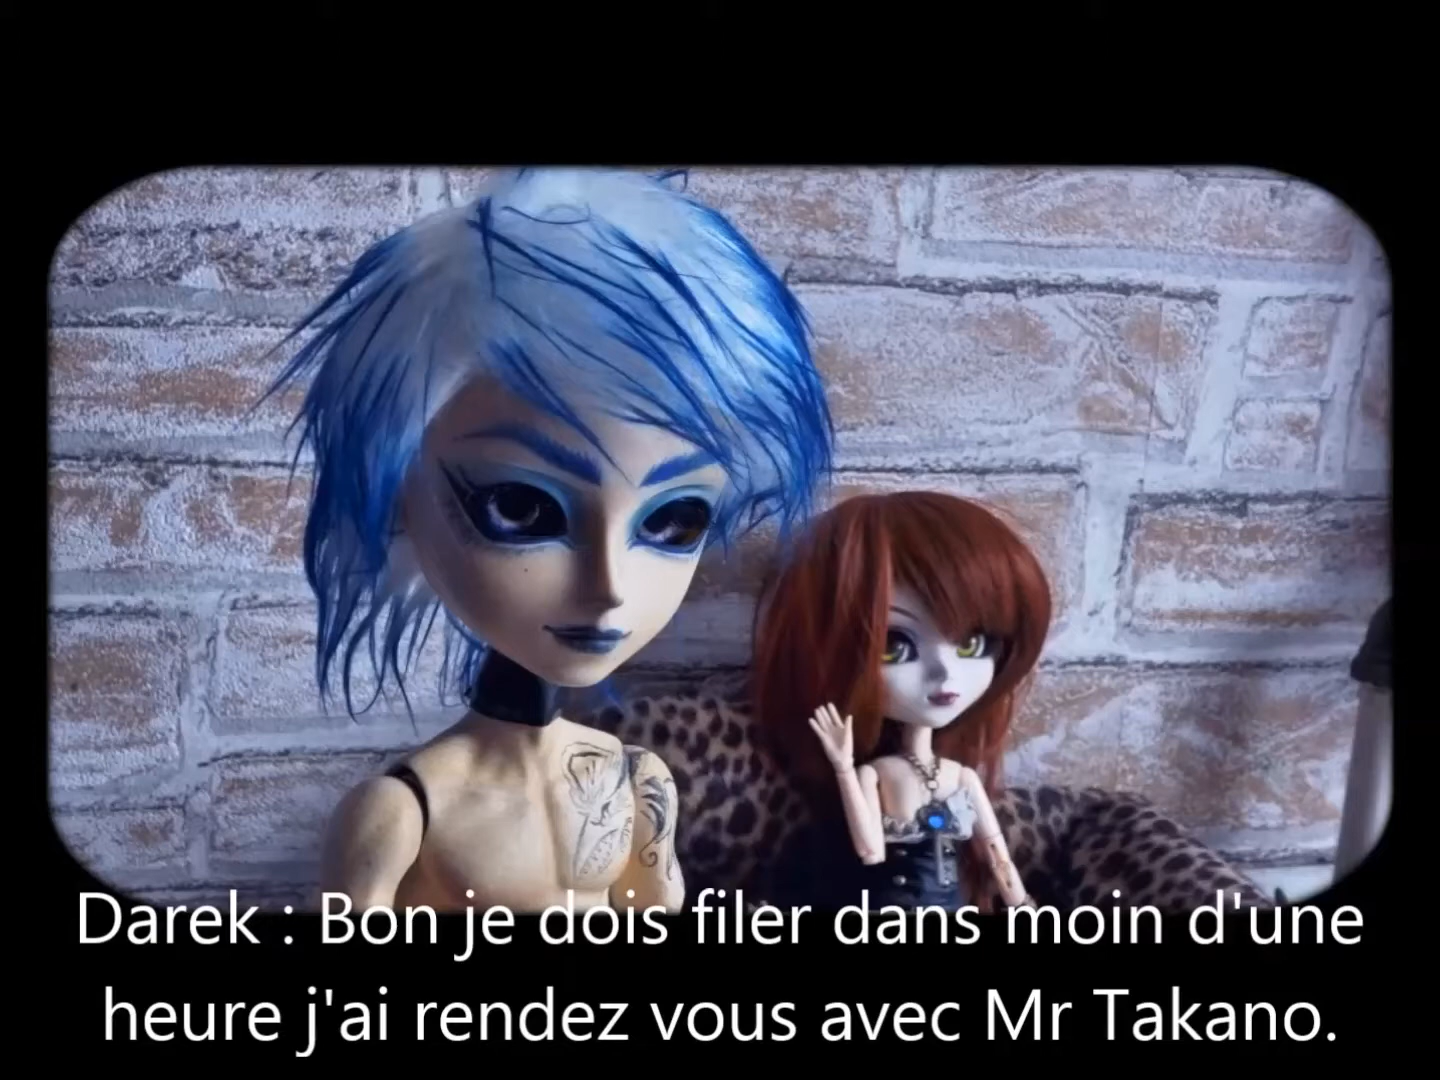 Darek : Bon je dois filer dans moin d'une
heure j'ai rendez vous avec Mr Takano.